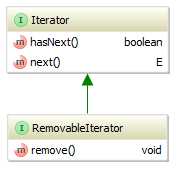 I Iterator
m hasNext() boolean
m next() E
I RemovableIterator
m remove() void